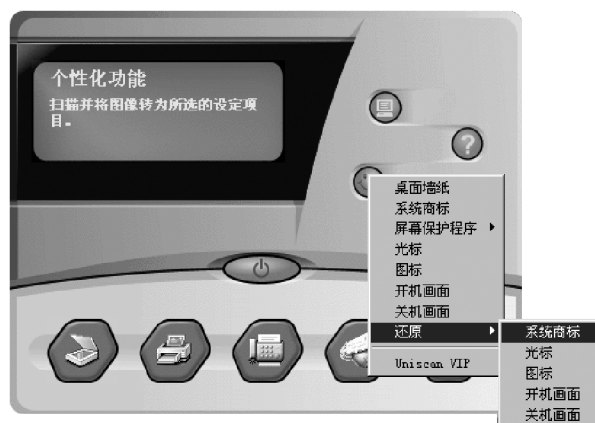 个性化功能
扫描并将图像转为所选的设定项
目。
桌面墙纸
系统商标
屏幕保护程序
光标
图标
开机画面
关机画面
还原
Uniscan VIP
系统商标
光标
图标
开机画面
关机画面